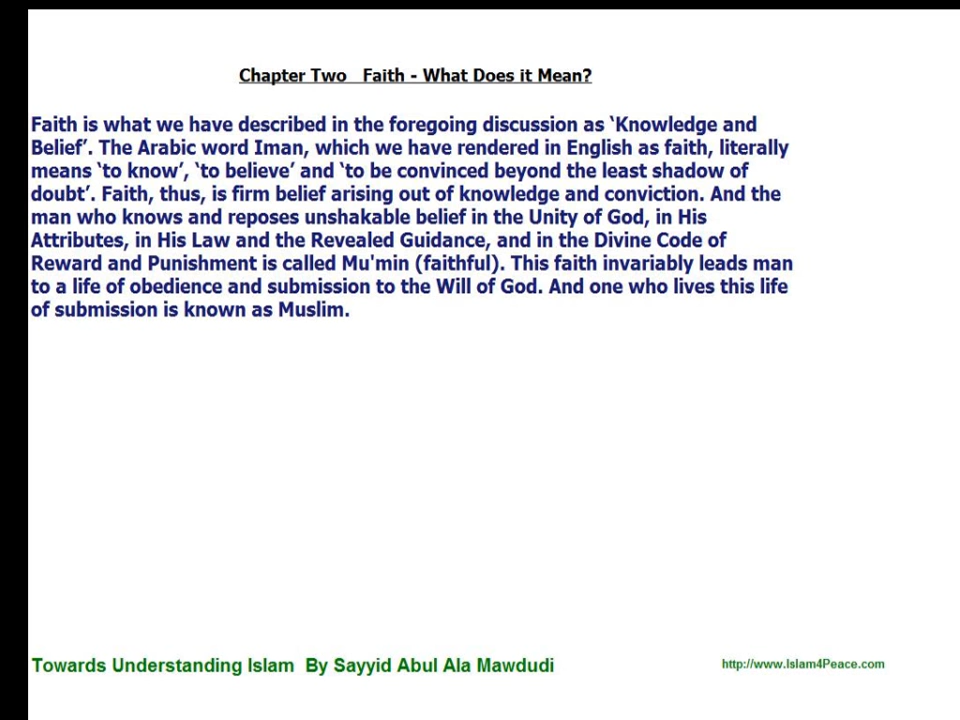 Chapter Two   Faith - What Does it Mean?
Faith is what we have described in the foregoing discussion as ‘Knowledge and
Belief’. The Arabic word Iman, which we have rendered in English as faith, literally
means ‘to know’, ‘to believe’ and ‘to be convinced beyond the least shadow of
doubt’. Faith, thus, is firm belief arising out of knowledge and conviction. And the
man who knows and reposes unshakable belief in the Unity of God, in His
Attributes, in His Law and the Revealed Guidance, and in the Divine Code of
Reward and Punishment is called Mu'min (faithful). This faith invariably leads man
to a life of obedience and submission to the Will of God. And one who lives this life
of submission is known as Muslim.
Towards Understanding Islam  By Sayyid Abul Ala Mawdudi
http://www.Islam4Peace.com